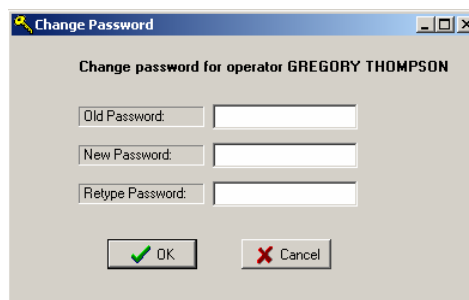 Change Password
Change password for operator GREGORY THOMPSON
Old Password:
New Password:
Retype Password:
OK
Cancel